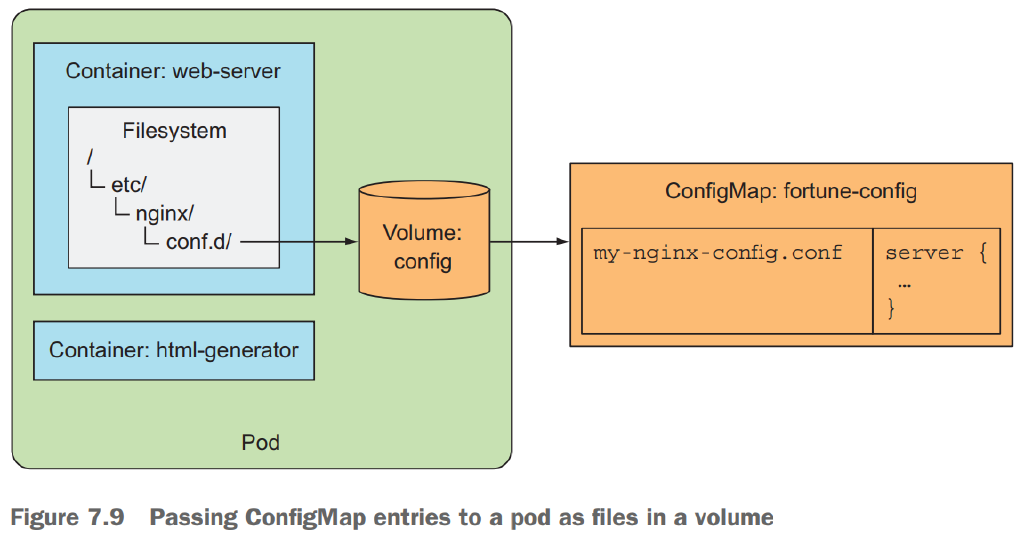 Container: web-server
Filesystem
/
etc/
nginx/
conf.d/
Volume:
config
Container: html-generator
Pod
ConfigMap: fortune-config
my-nginx-config.conf
server {
…
}
Figure 7.9 Passing ConfigMap entries to a pod as files in a volume